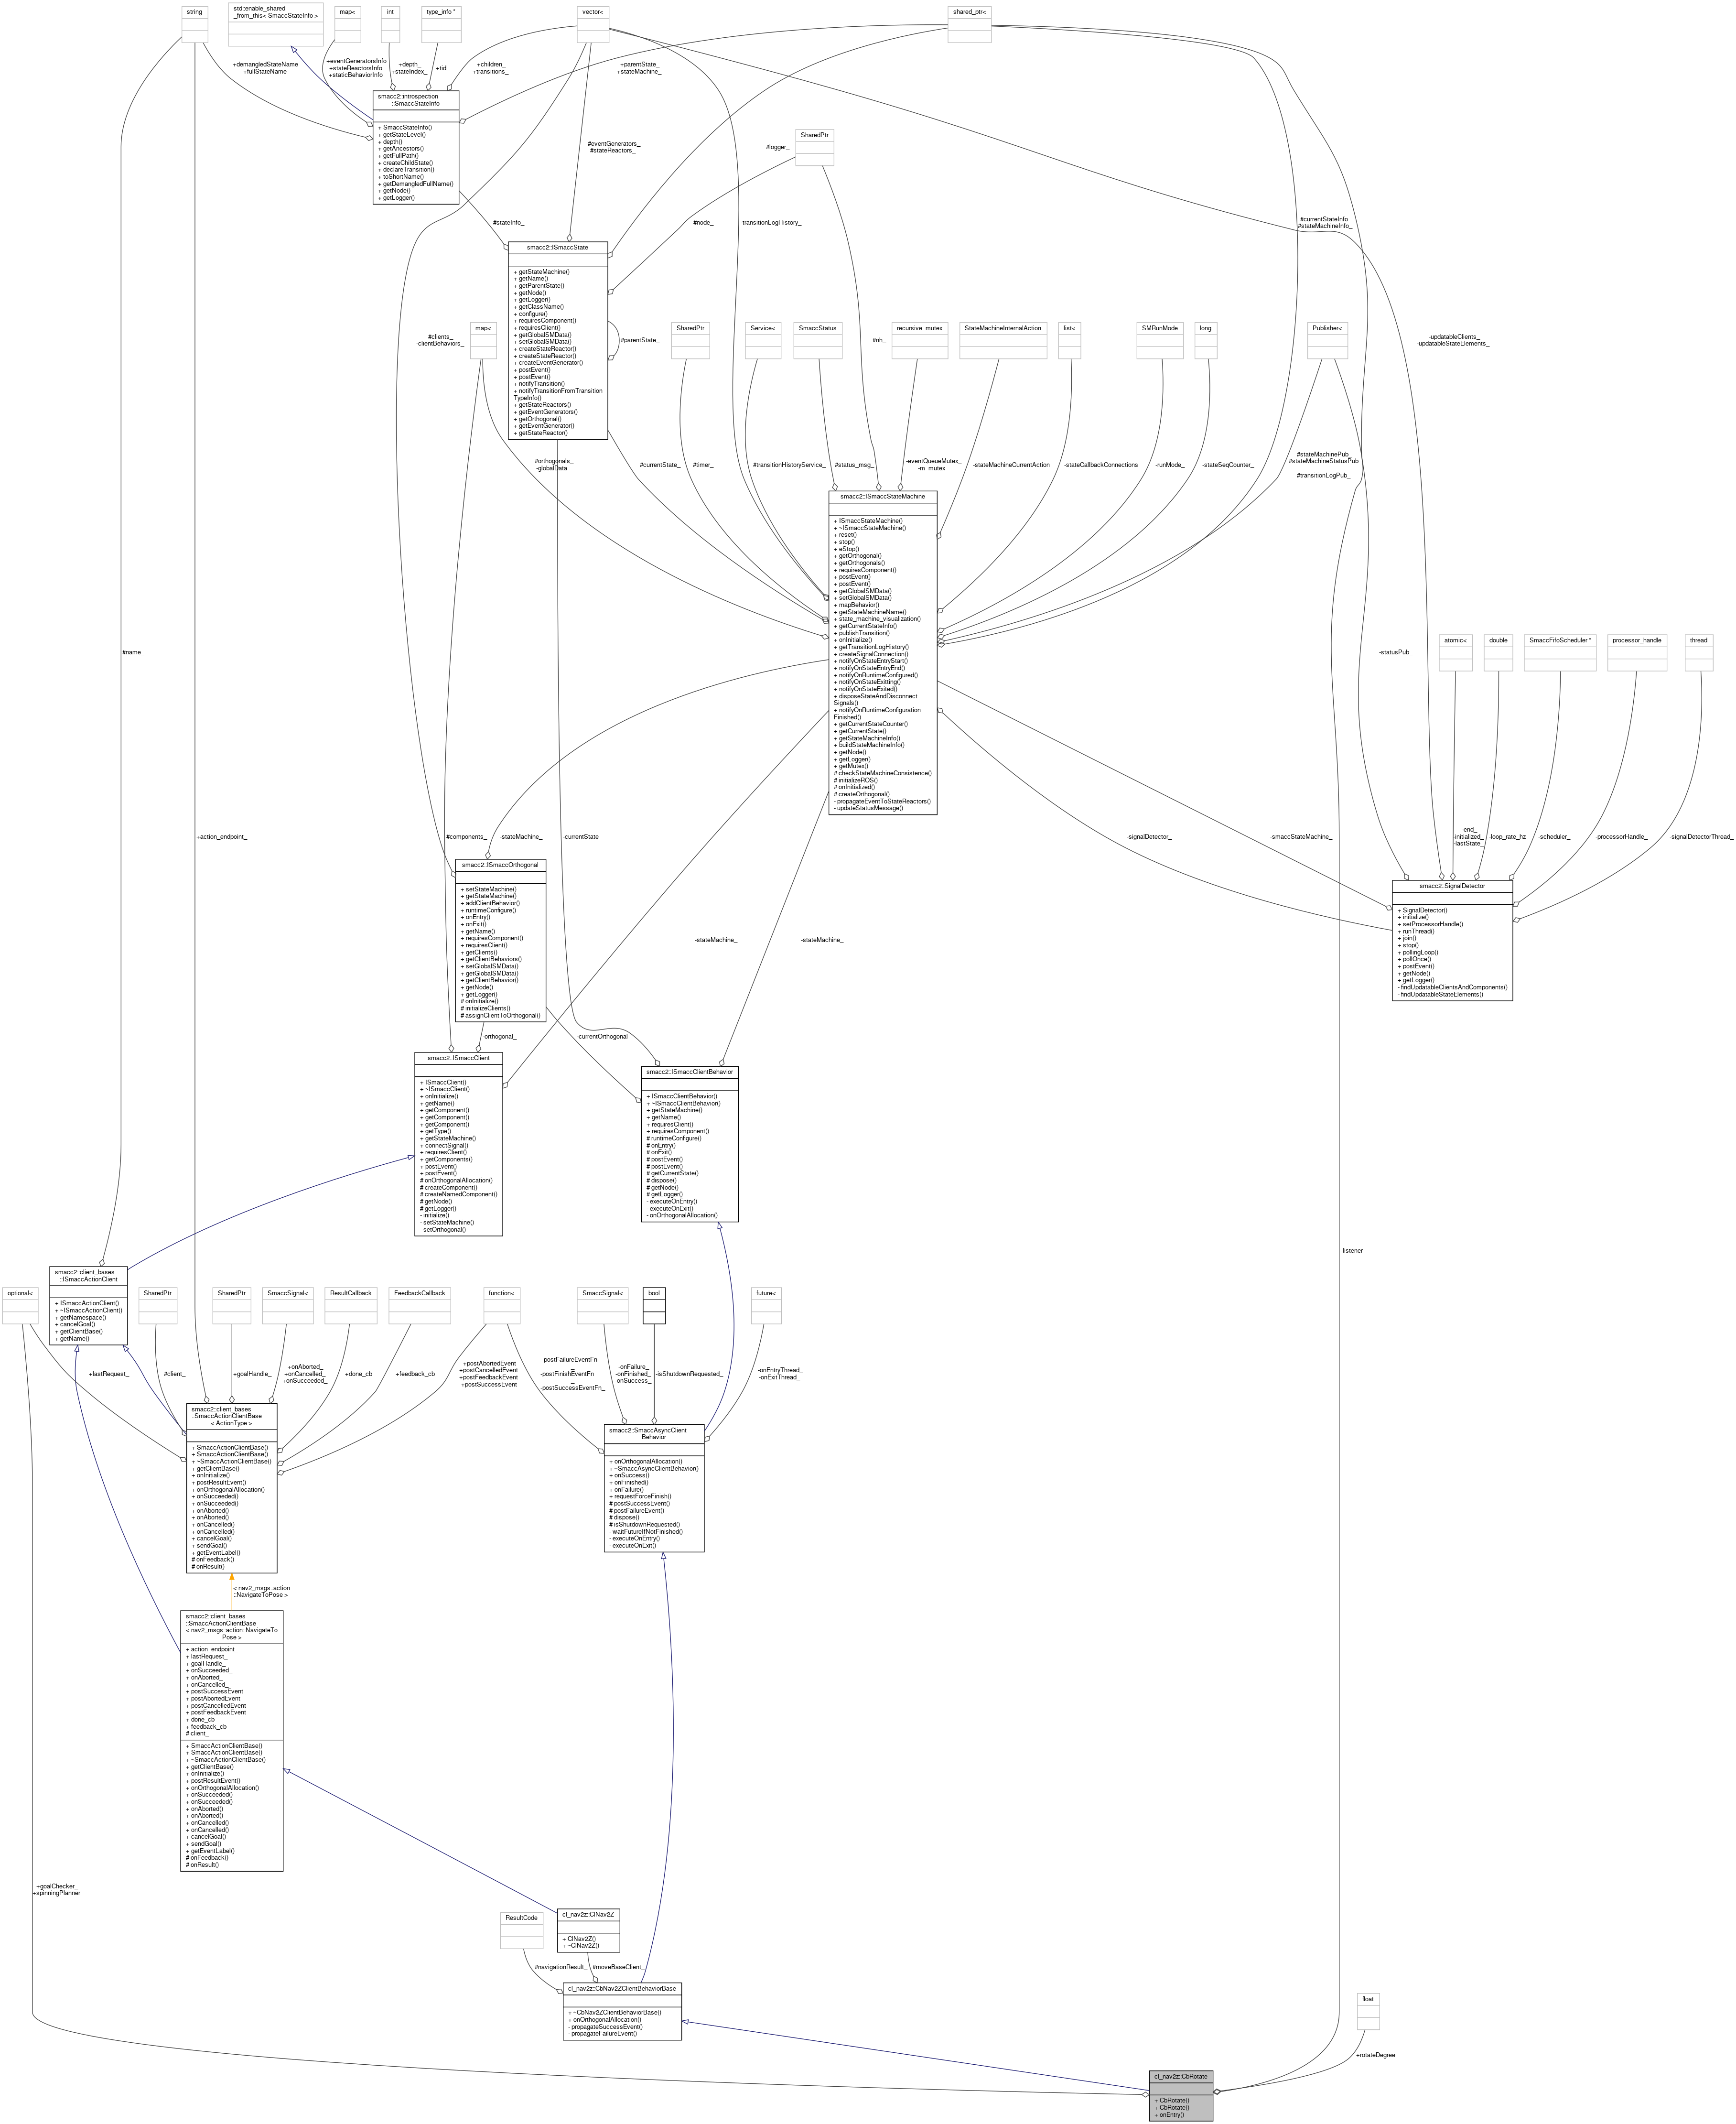 string
std::enable_shared
_from_this< SmaccStateInfo >
map<
int
type_info *
vector<
shared_ptr<
+demangledStateName
+fullStateName
+eventGeneratorsInfo
+stateReactorsInfo
+staticBehaviorInfo
+depth_
+stateIndex_
+tid_
+children_
+transitions_
+parentState_
+stateMachine_
smacc2::introspection
::SmaccStateInfo
+ SmaccStateInfo()
+ getStateLevel()
+ depth()
+ getAncestors()
+ getFullPath()
+ createChildState()
+ declareTransition()
+ toShortName()
+ getDemangledFullName()
+ getNode()
+ getLogger()
#eventGenerators_
#stateReactors_
#logger_
SharedPtr
#stateInfo_
#node_
-transitionLogHistory_
#currentStateInfo_
#stateMachineInfo_
smacc2::ISmaccState
+ getStateMachine()
+ getName()
+ getParentState()
+ getNode()
+ getLogger()
+ getClassName()
+ configure()
+ requiresComponent()
+ requiresClient()
+ getGlobalSMData()
+ setGlobalSMData()
+ createStateReactor()
+ createStateReactor()
+ createEventGenerator()
+ postEvent()
+ postEvent()
+ notifyTransition()
+ notifyTransitionFromTransition
TypeInfo()
+ getStateReactors()
+ getEventGenerators()
+ getOrthogonal()
+ getEventGenerator()
+ getStateReactor()
#parentState_
#clients_
-clientBehaviors_
map<
SharedPtr
Service<
SmaccStatus
#nh_
recursive_mutex
StateMachineInternalAction
list<
SMRunMode
long
Publisher<
-updatableClients_
-updatableStateElements_
#orthogonals_
-globalData_
#currentState_
#timer_
#transitionHistoryService_
#status_msg_
-eventQueueMutex_
-m_mutex_
-stateMachineCurrentAction
-stateCallbackConnections
-runMode_
-stateSeqCounter_
#stateMachinePub_
#stateMachineStatusPub
_
#transitionLogPub_
smacc2::ISmaccStateMachine
+ ISmaccStateMachine()
+ ~ISmaccStateMachine()
+ reset()
+ stop()
+ eStop()
+ getOrthogonal()
+ getOrthogonals()
+ requiresComponent()
+ postEvent()
+ postEvent()
+ getGlobalSMData()
+ setGlobalSMData()
+ mapBehavior()
+ getStateMachineName()
+ state_machine_visualization()
+ getCurrentStateInfo()
+ publishTransition()
+ onInitialize()
+ getTransitionLogHistory()
+ createSignalConnection()
+ notifyOnStateEntryStart()
+ notifyOnStateEntryEnd()
+ notifyOnRuntimeConfigured()
+ notifyOnStateExitting()
+ notifyOnStateExited()
+ disposeStateAndDisconnect
Signals()
+ notifyOnRuntimeConfiguration
Finished()
+ getCurrentStateCounter()
+ getCurrentState()
+ getStateMachineInfo()
+ buildStateMachineInfo()
+ getNode()
+ getLogger()
+ getMutex()
# checkStateMachineConsistence()
# initializeROS()
# onInitialized()
# createOrthogonal()
- propagateEventToStateReactors()
- updateStatusMessage()
#name_
-statusPub_
atomic<
double
SmaccFifoScheduler *
processor_handle
thread
+action_endpoint_
#components_
-stateMachine_
-currentState
-signalDetector_
-smaccStateMachine_
-end_
-initialized_
-lastState_
-loop_rate_hz
-scheduler_
-processorHandle_
-signalDetectorThread_
smacc2::ISmaccOrthogonal
+ setStateMachine()
+ getStateMachine()
+ addClientBehavior()
+ runtimeConfigure()
+ onEntry()
+ onExit()
+ getName()
+ requiresComponent()
+ requiresClient()
+ getClients()
+ getClientBehaviors()
+ setGlobalSMData()
+ getGlobalSMData()
+ getClientBehavior()
+ getNode()
+ getLogger()
# onInitialize()
# initializeClients()
# assignClientToOrthogonal()
-stateMachine_
-stateMachine_
smacc2::SignalDetector
+ SignalDetector()
+ initialize()
+ setProcessorHandle()
+ runThread()
+ join()
+ stop()
+ pollingLoop()
+ pollOnce()
+ postEvent()
+ getNode()
+ getLogger()
- findUpdatableClientsAndComponents()
- findUpdatableStateElements()
-orthogonal_
-currentOrthogonal
smacc2::ISmaccClient
+ ISmaccClient()
+ ~ISmaccClient()
+ onInitialize()
+ getName()
+ getComponent()
+ getComponent()
+ getComponent()
+ getType()
+ getStateMachine()
+ connectSignal()
+ requiresClient()
+ getComponents()
+ postEvent()
+ postEvent()
# onOrthogonalAllocation()
# createComponent()
# createNamedComponent()
# getNode()
# getLogger()
- initialize()
- setStateMachine()
- setOrthogonal()
smacc2::ISmaccClientBehavior
+ ISmaccClientBehavior()
+ ~ISmaccClientBehavior()
+ getStateMachine()
+ getName()
+ requiresClient()
+ requiresComponent()
# runtimeConfigure()
# onEntry()
# onExit()
# postEvent()
# postEvent()
# getCurrentState()
# dispose()
# getNode()
# getLogger()
- executeOnEntry()
- executeOnExit()
- onOrthogonalAllocation()
-listener
smacc2::client_bases
::ISmaccActionClient
+ ISmaccActionClient()
+ ~ISmaccActionClient()
+ getNamespace()
+ cancelGoal()
+ getClientBase()
+ getName()
optional<
SharedPtr
SharedPtr
SmaccSignal<
ResultCallback
FeedbackCallback
function<
SmaccSignal<
bool
future<
+lastRequest_
#client_
+goalHandle_
+onAborted_
+onCancelled_
+onSucceeded_
+done_cb
+feedback_cb
+postAbortedEvent
+postCancelledEvent
+postFeedbackEvent
+postSuccessEvent
-postFailureEventFn
_
-postFinishEventFn
_
-postSuccessEventFn_
-onFailure_
-onFinished_
-onSuccess_
-isShutdownRequested_
-onEntryThread_
-onExitThread_
smacc2::client_bases
::SmaccActionClientBase
< ActionType >
+ SmaccActionClientBase()
+ SmaccActionClientBase()
+ ~SmaccActionClientBase()
+ getClientBase()
+ onInitialize()
+ postResultEvent()
+ onOrthogonalAllocation()
+ onSucceeded()
+ onSucceeded()
+ onAborted()
+ onAborted()
+ onCancelled()
+ onCancelled()
+ cancelGoal()
+ sendGoal()
+ getEventLabel()
# onFeedback()
# onResult()
smacc2::SmaccAsyncClient
Behavior
+ onOrthogonalAllocation()
+ ~SmaccAsyncClientBehavior()
+ onSuccess()
+ onFinished()
+ onFailure()
+ requestForceFinish()
# postSuccessEvent()
# postFailureEvent()
# dispose()
# isShutdownRequested()
- waitFutureIfNotFinished()
- executeOnEntry()
- executeOnExit()
< nav2_msgs::action
::NavigateToPose >
smacc2::client_bases
::SmaccActionClientBase
< nav2_msgs::action::NavigateTo
Pose >
+ action_endpoint_
+ lastRequest_
+ goalHandle_
+ onSucceeded_
+ onAborted_
+ onCancelled_
+ postSuccessEvent
+ postAbortedEvent
+ postCancelledEvent
+ postFeedbackEvent
+ done_cb
+ feedback_cb
# client_
+ SmaccActionClientBase()
+ SmaccActionClientBase()
+ ~SmaccActionClientBase()
+ getClientBase()
+ onInitialize()
+ postResultEvent()
+ onOrthogonalAllocation()
+ onSucceeded()
+ onSucceeded()
+ onAborted()
+ onAborted()
+ onCancelled()
+ onCancelled()
+ cancelGoal()
+ sendGoal()
+ getEventLabel()
# onFeedback()
# onResult()
+goalChecker_
+spinningPlanner
ResultCode
cl_nav2z::ClNav2Z
+ ClNav2Z()
+ ~ClNav2Z()
#navigationResult_
#moveBaseClient_
cl_nav2z::CbNav2ZClientBehaviorBase
+ ~CbNav2ZClientBehaviorBase()
+ onOrthogonalAllocation()
- propagateSuccessEvent()
- propagateFailureEvent()
float
+rotateDegree
cl_nav2z::CbRotate
+ CbRotate()
+ CbRotate()
+ onEntry()